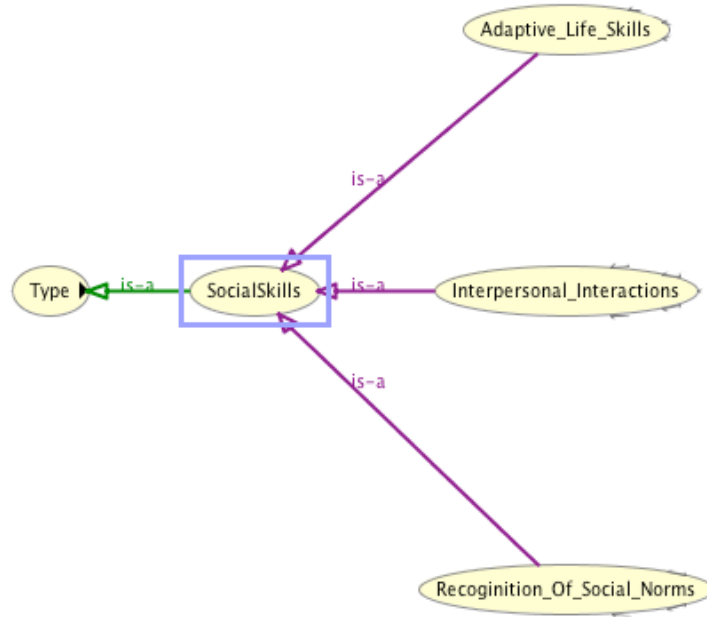 Adaptive_Life_Skills
is-a
Type
is-a
SocialSkills
is-a
Interpersonal_Interactions
is-a
Recoginition_Of_Social_Norms